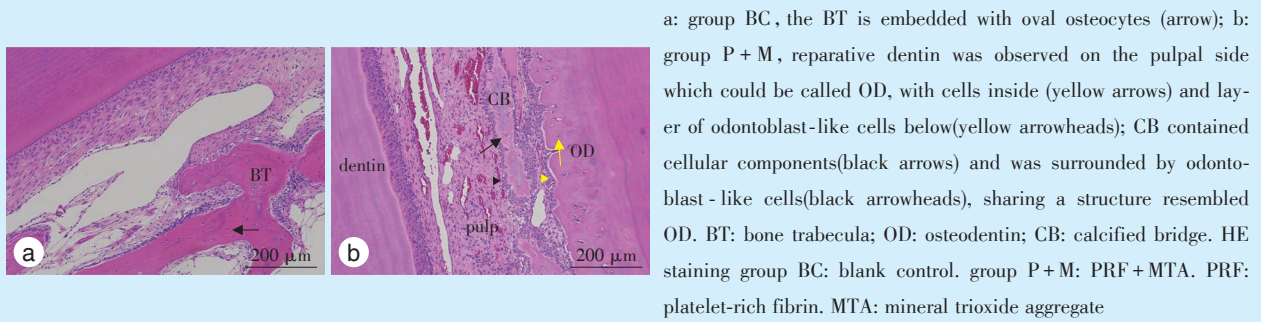 BT
a
200 μm
CB
dentin
OD
pulp
b
200 μm
a: group BC, the BT is embedded with oval osteocytes (arrow); b:
group P + M, reparative dentin was observed on the pulpal side
which could be called OD, with cells inside (yellow arrows) and lay-
er of odontoblast-like cells below(yellow arrowheads); CB contained
cellular components(black arrows) and was surrounded by odonto-
blast - like cells(black arrowheads), sharing a structure resembled
OD. BT: bone trabecula; OD: osteodentin; CB: calcified bridge. HE
staining group BC: blank control. group P + M: PRF + MTA. PRF:
platelet-rich fibrin. MTA: mineral trioxide aggregate